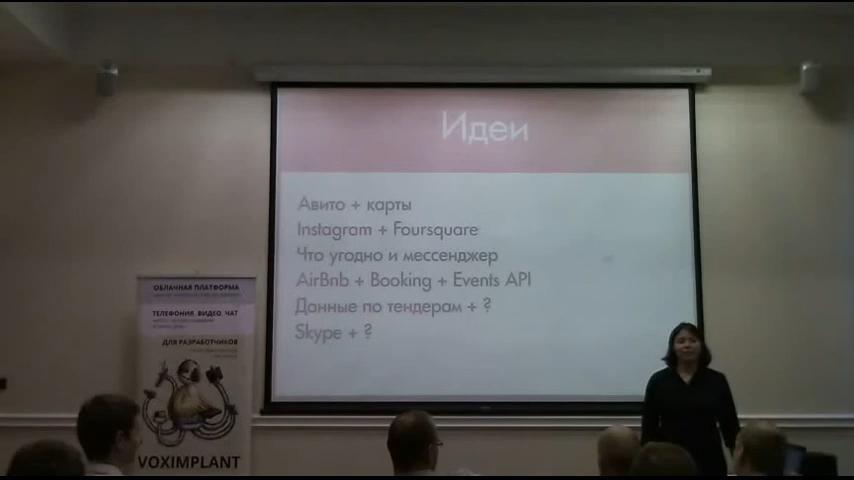 Идеи
Авито + карты
Instagram + Foursquare
Что угодно и мессенджер
AirBnb + Booking + Events API
Данные по тендерам + ?
Skype + ?
ОБЛАЧНАЯ ПЛАТФОРМА
ТЕЛЕФОНИЯ, ВИДЕО, ЧАТ
ДЛЯ РАЗРАБОТЧИКОВ
VOXIMPLANT